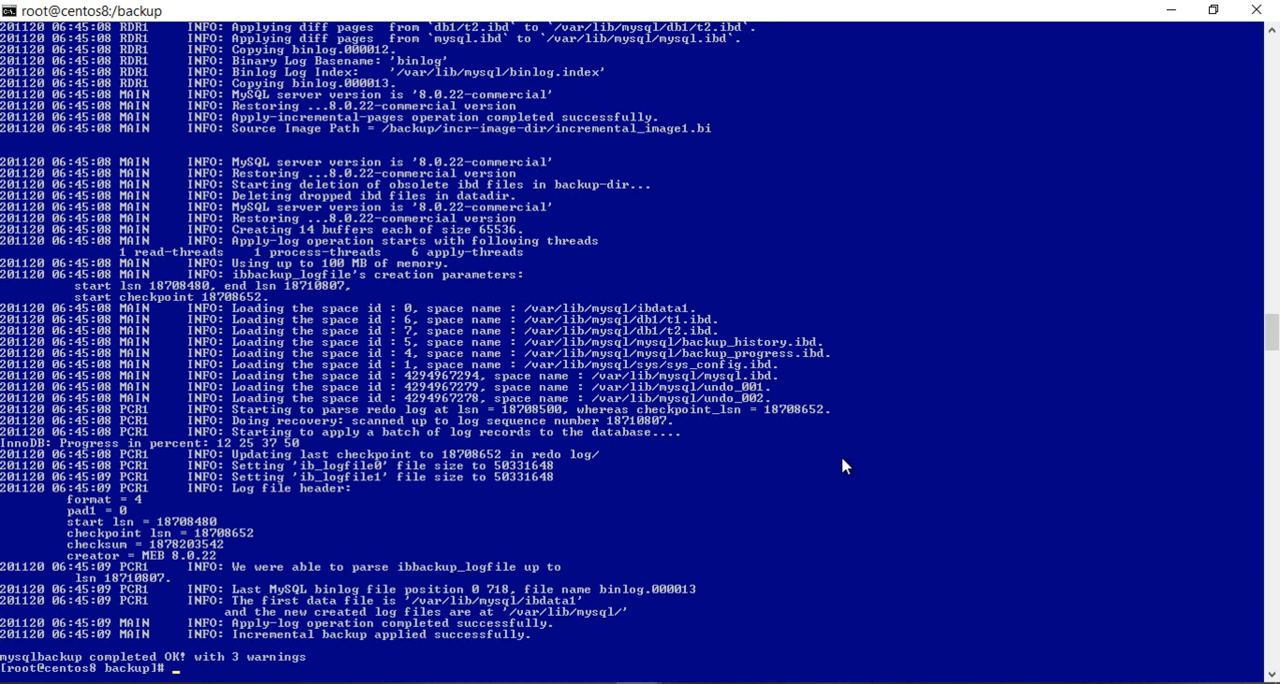 root@centos8:/backup
201120 06:45:08 RDR1 INFO: Applying diff pages from `db1/t2.ibd` to `/var/lib/mysql/db1/t2.ibd`.
201120 06:45:08 RDR1 INFO: Applying diff pages from `mysql.ibd` to `/var/lib/mysql/mysql.ibd`.
201120 06:45:08 RDR1 INFO: Copying binlog.000012.
201120 06:45:08 RDR1 INFO: Binary Log Basename: 'binlog'
201120 06:45:08 RDR1 INFO: Binlog Log Index: '/var/lib/mysql/binlog.index'
201120 06:45:08 RDR1 INFO: Copying binlog.000013.
201120 06:45:08 MAIN INFO: MySQL server version is '8.0.22-commercial'
201120 06:45:08 MAIN INFO: Restoring ...8.0.22-commercial version
201120 06:45:08 MAIN INFO: Apply-incremental-pages operation completed successfully.
201120 06:45:08 MAIN INFO: Source Image Path = /backup/incr-image-dir/incremental_image1.bi
201120 06:45:08 MAIN INFO: MySQL server version is '8.0.22-commercial'
201120 06:45:08 MAIN INFO: Restoring ...8.0.22-commercial version
201120 06:45:08 MAIN INFO: Starting deletion of obsolete ibd files in backup-dir...
201120 06:45:08 MAIN INFO: Deleting dropped ibd files in datadir.
201120 06:45:08 MAIN INFO: MySQL server version is '8.0.22-commercial'
201120 06:45:08 MAIN INFO: Restoring ...8.0.22-commercial version
201120 06:45:08 MAIN INFO: Creating 14 buffers each of size 65536.
201120 06:45:08 MAIN INFO: Apply-log operation starts with following threads
1 read-threads 1 process-threads 6 apply-threads
201120 06:45:08 MAIN INFO: Using up to 100 MB of memory.
201120 06:45:08 MAIN INFO: ibbackup_logfile's creation parameters:
start lsn 18708480, end lsn 18710807,
start checkpoint 18708652.
201120 06:45:08 MAIN INFO: Loading the space id : 0, space name : /var/lib/mysql/ibdata1.
201120 06:45:08 MAIN INFO: Loading the space id : 6, space name : /var/lib/mysql/db1/t1.ibd.
201120 06:45:08 MAIN INFO: Loading the space id : 7, space name : /var/lib/mysql/db1/t2.ibd.
201120 06:45:08 MAIN INFO: Loading the space id : 5, space name : /var/lib/mysql/mysql/backup_history.ibd.
201120 06:45:08 MAIN INFO: Loading the space id : 4, space name : /var/lib/mysql/mysql/backup_progress.ibd.
201120 06:45:08 MAIN INFO: Loading the space id : 1, space name : /var/lib/mysql/sys/sys_config.ibd.
201120 06:45:08 MAIN INFO: Loading the space id : 4294967294, space name : /var/lib/mysql/mysql.ibd.
201120 06:45:08 MAIN INFO: Loading the space id : 4294967279, space name : /var/lib/mysql/undo_001.
201120 06:45:08 MAIN INFO: Loading the space id : 4294967278, space name : /var/lib/mysql/undo_002.
201120 06:45:08 PCR1 INFO: Starting to parse redo log at lsn = 18708500, whereas checkpoint_lsn = 18708652.
201120 06:45:08 PCR1 INFO: Doing recovery: scanned up to log sequence number 18710807.
201120 06:45:08 PCR1 INFO: Starting to apply a batch of log records to the database....
InnoDB: Progress in percent: 12 25 37 50
201120 06:45:08 PCR1 INFO: Updating last checkpoint to 18708652 in redo log/
201120 06:45:08 PCR1 INFO: Setting 'ib_logfile0' file size to 50331648
201120 06:45:09 PCR1 INFO: Setting 'ib_logfile1' file size to 50331648
201120 06:45:09 PCR1 INFO: Log file header:
format = 4
pad1 = 0
start lsn = 18708480
checkpoint lsn = 18708652
checksum = 1878203542
creator = MEB 8.0.22
201120 06:45:09 PCR1 INFO: We were able to parse ibbackup_logfile up to
lsn 18710807.
201120 06:45:09 PCR1 INFO: Last MySQL binlog file position 0 718, file name binlog.000013
201120 06:45:09 PCR1 INFO: The first data file is '/var/lib/mysql/ibdata1'
and the new created log files are at '/var/lib/mysql/'
201120 06:45:09 MAIN INFO: Apply-log operation completed successfully.
201120 06:45:09 MAIN INFO: Incremental backup applied successfully.
mysqlbackup completed OK! with 3 warnings
[root@centos8 backup]# _